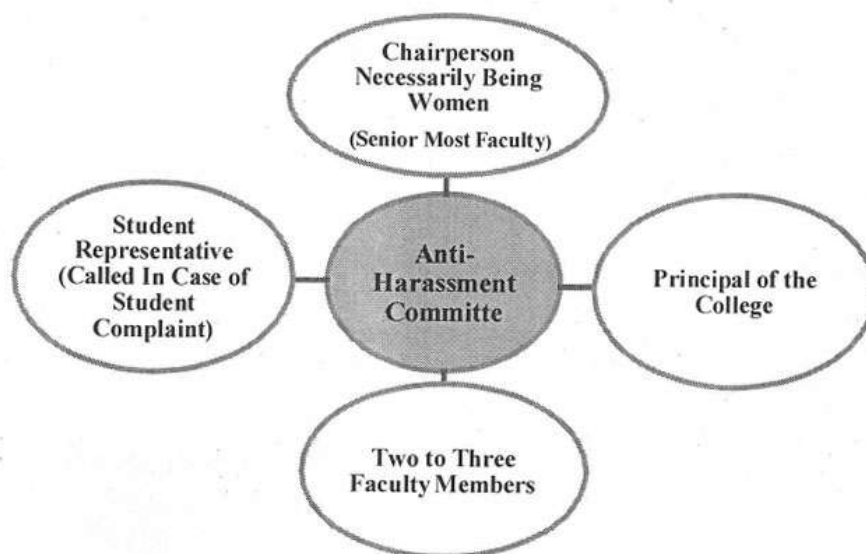 Chairperson
Necessarily Being
Women
(Senior Most Faculty)
Student
Representative
(Called In Case of
Student
Complaint)
Anti-
Harassment
Committe
Principal of the
College
Two to Three
Faculty Members